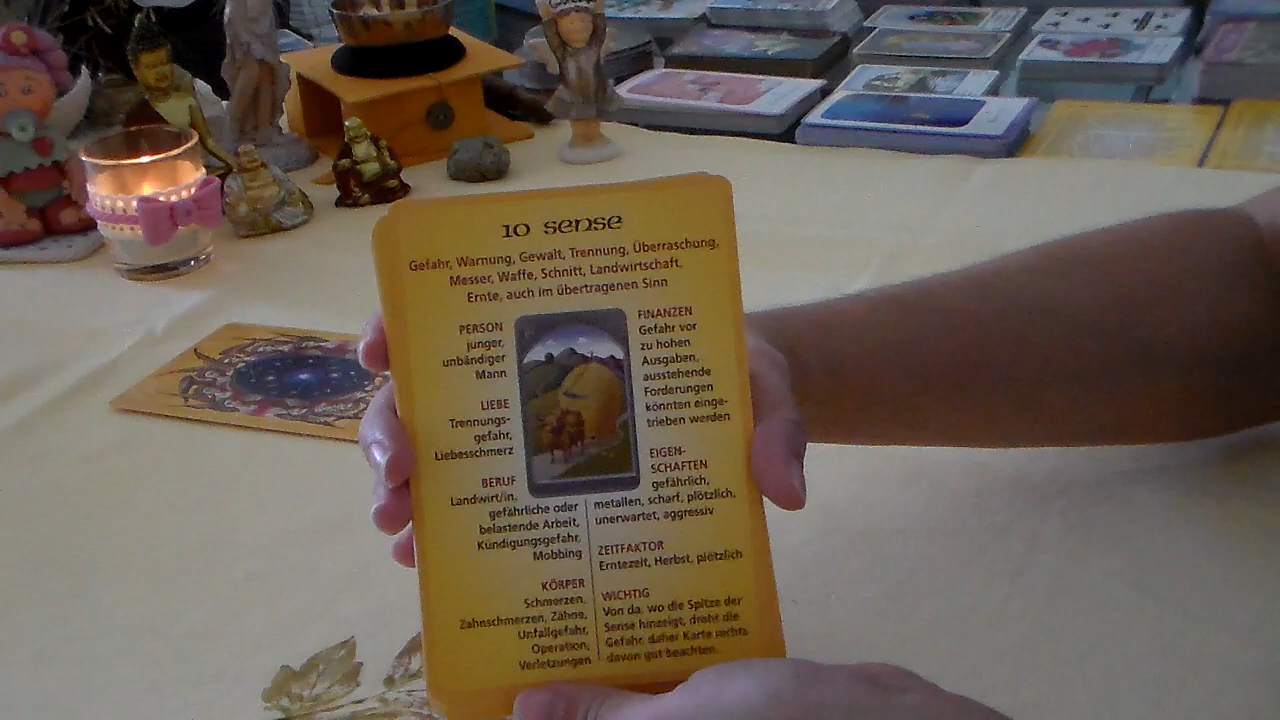 10 sense
Gefahr, Warnung, Gewalt, Trennung, Überraschung,
Messer, Waffe, Schnitt, Landwirtschaft,
Ernte, auch im übertragenen Sinn
PERSON
junger,
unbändiger
Mann
LIEBE
Trennungs-
gefahr,
Liebesschmerz
BERUF
Landwirt/in,
gefährliche oder
belastende Arbeit,
Kündigungsgefahr,
Mobbing
KÖRPER
Schmerzen,
Zahnschmerzen, Zähne,
Unfallgefahr,
Operation,
Verletzungen
FINANZEN
Gefahr vor
zu hohen
Ausgaben,
ausstehende
Forderungen
könnten einge-
trieben werden
EIGEN-
SCHAFTEN
gefährlich,
metallen, scharf, plötzlich,
unerwartet, aggressiv
ZEITFAKTOR
Erntezeit, Herbst, plötzlich
WICHTIG
Von da, wo die Spitze der
Sense hinzeigt, droht die
Gefahr, daher Karte rechts
davon gut beachten.